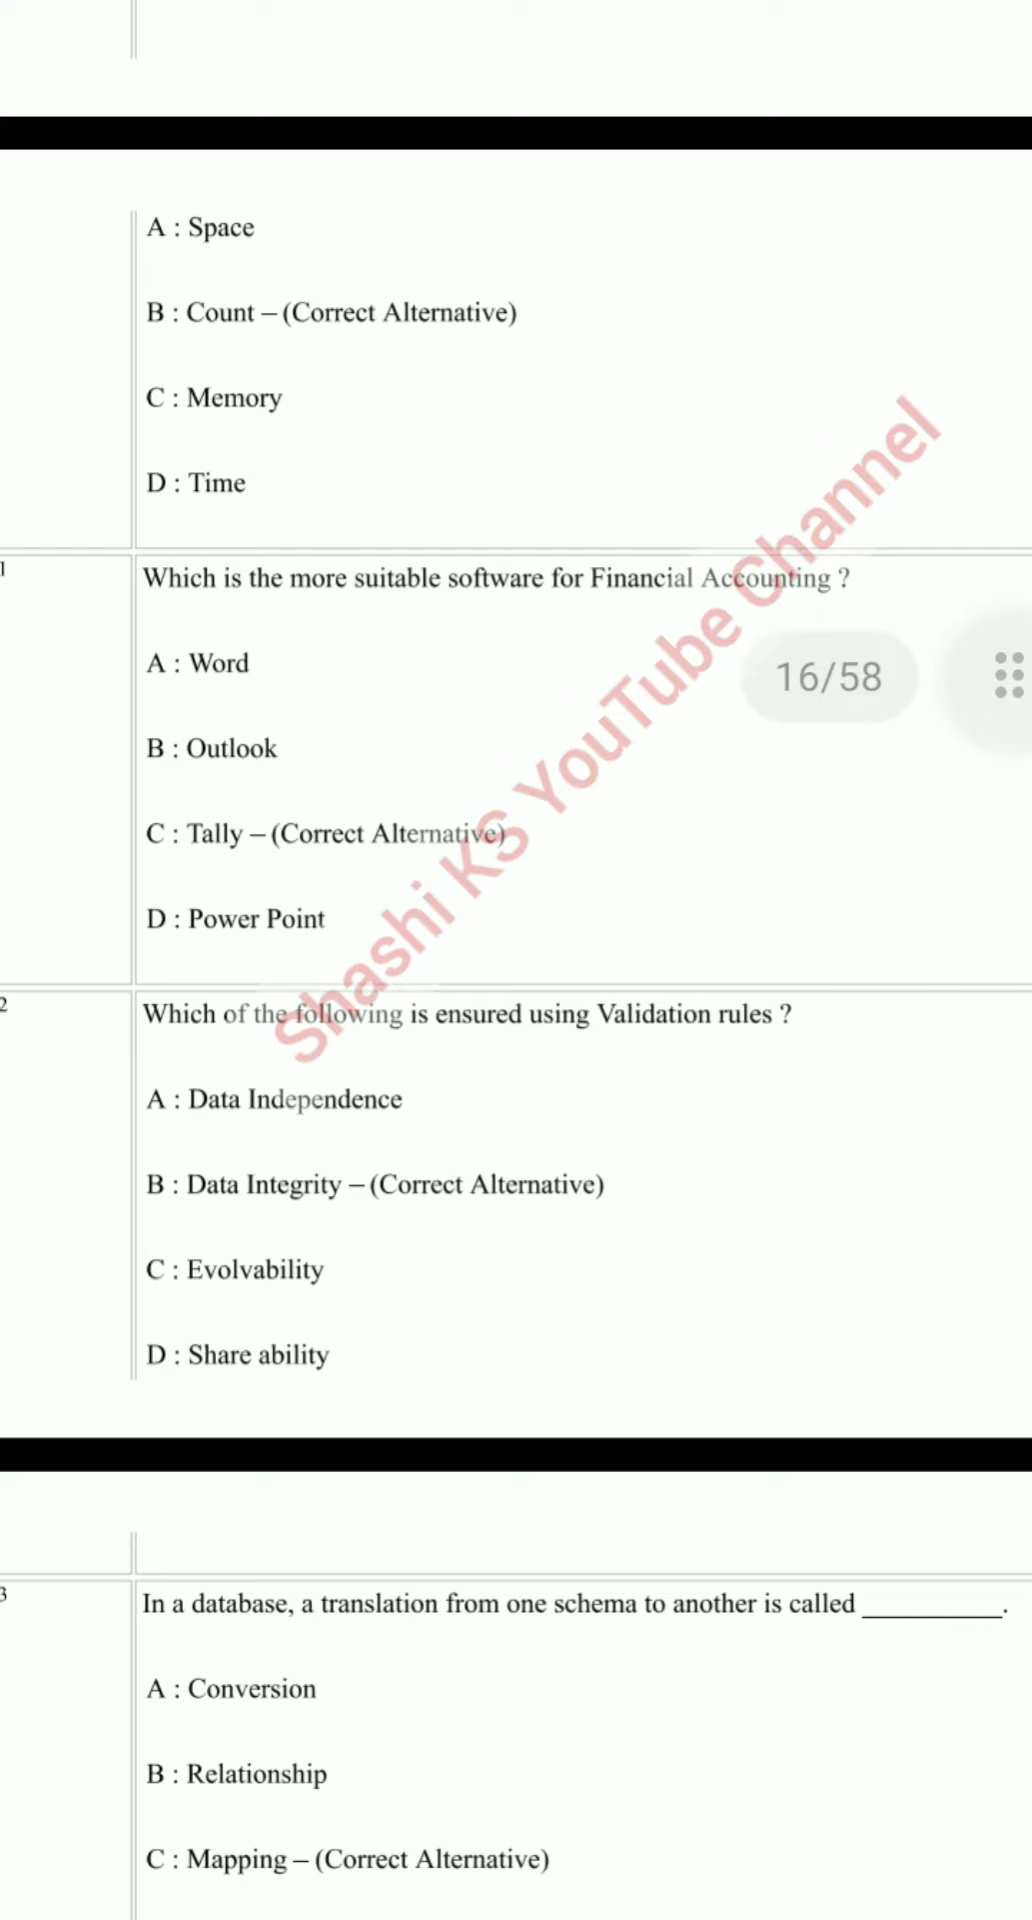 A : Space
B : Count – (Correct Alternative)
C : Memory
D : Time
1
Which is the more suitable software for Financial Accounting ?
A : Word
16/58
B : Outlook
C : Tally – (Correct Alternative)
D : Power Point
Shashi KS YouTube Channel
2
Which of the following is ensured using Validation rules ?
A : Data Independence
B : Data Integrity – (Correct Alternative)
C : Evolvability
D : Share ability
3
In a database, a translation from one schema to another is called __________.
A : Conversion
B : Relationship
C : Mapping – (Correct Alternative)